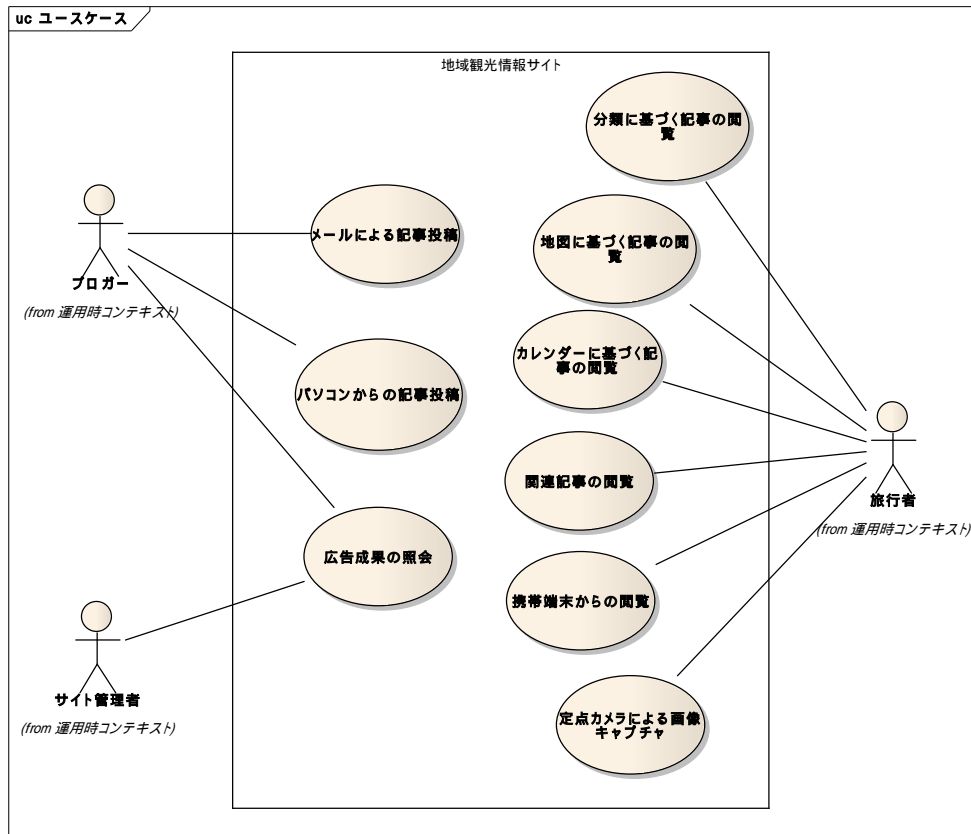 uc ユースケース
地域観光情報サイト
分類に基づく記事の閲
覧
メールによる記事投稿
地図に基づく記事の閲
覧
ブロガー
(from 運用時コンテキスト)
カレンダーに基づく記
事の閲覧
パソコンからの記事投稿
関連記事の閲覧
旅行者
(from 運用時コンテキスト)
広告成果の照会
携帯端末からの閲覧
サイト管理者
(from 運用時コンテキスト)
定点カメラによる画像
キャプチャ